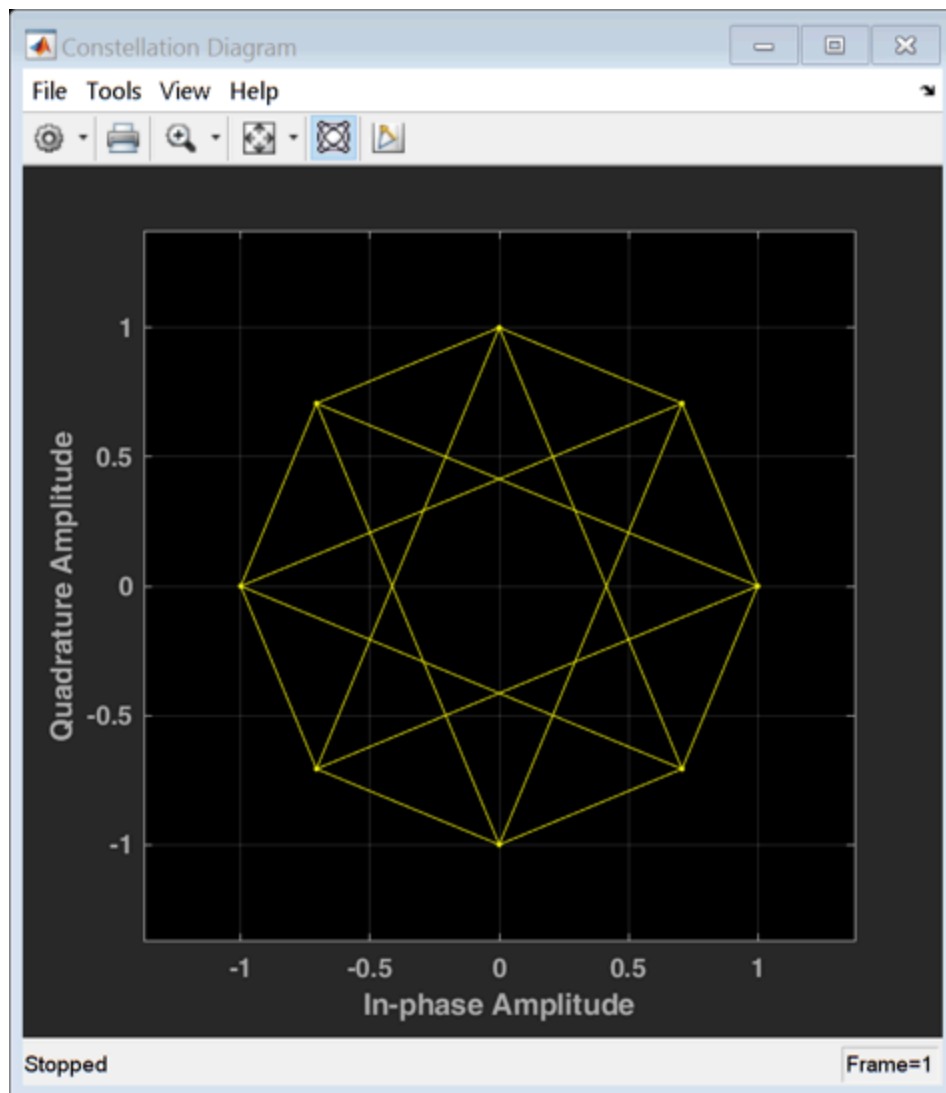 Constellation Diagram
File Tools View Help
1
0.5
0
-0.5
-1
Quadrature Amplitude
-1 -0.5 0 0.5 1
In-phase Amplitude
Stopped Frame=1